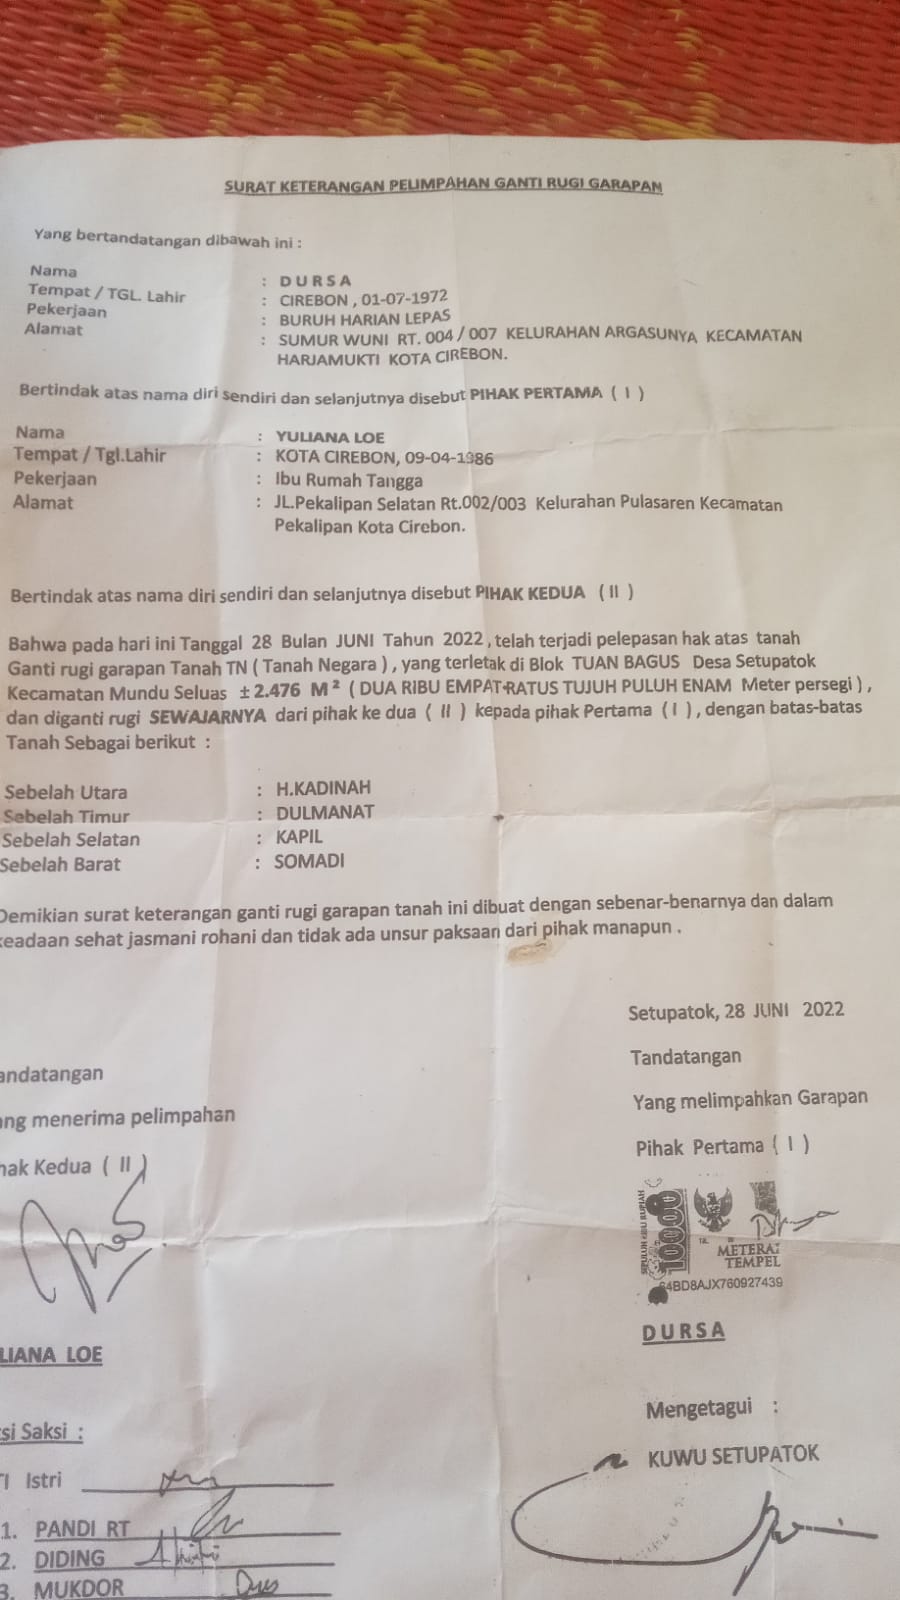 SURAT KETERANGAN PELIMPAHAN GANTI RUGI GARAPAN
Yang bertandatangan dibawah ini :
Nama : DURSA
Tempat / TGL. Lahir : CIREBON , 01-07-1972
Pekerjaan : BURUH HARIAN LEPAS
Alamat : SUMUR WUNI RT. 004 / 007 KELURAHAN ARGASUNYA KECAMATAN
HARJAMUKTI KOTA CIREBON.
Bertindak atas nama diri sendiri dan selanjutnya disebut PIHAK PERTAMA ( I )
Nama : YULIANA LOE
Tempat / Tgl.Lahir : KOTA CIREBON, 09-04-1986
Pekerjaan : Ibu Rumah Tangga
Alamat : JL.Pekalipan Selatan Rt.002/003 Kelurahan Pulasaren Kecamatan
Pekalipan Kota Cirebon.
Bertindak atas nama diri sendiri dan selanjutnya disebut PIHAK KEDUA ( II )
Bahwa pada hari ini Tanggal 28 Bulan JUNI Tahun 2022 , telah terjadi pelepasan hak atas tanah
Ganti rugi garapan Tanah TN ( Tanah Negara ) , yang terletak di Blok TUAN BAGUS Desa Setupatok
Kecamatan Mundu Seluas ± 2.476 M² ( DUA RIBU EMPAT RATUS TUJUH PULUH ENAM Meter persegi ) ,
dan diganti rugi SEWAJARNYA dari pihak ke dua ( II ) kepada pihak Pertama ( I ) , dengan batas-batas
Tanah Sebagai berikut :
Sebelah Utara : H.KADINAH
Sebelah Timur : DULMANAT
Sebelah Selatan : KAPIL
Sebelah Barat : SOMADI
Demikian surat keterangan ganti rugi garapan tanah ini dibuat dengan sebenar-benarnya dan dalam
keadaan sehat jasmani rohani dan tidak ada unsur paksaan dari pihak manapun .
Setupatok, 28 JUNI 2022
andatangan
Tandatangan
ang menerima pelimpahan
Yang melimpahkan Garapan
hak Kedua ( II )
Pihak Pertama ( I )
SEPULUH RIBU RUPIAH
10000
METERAI
TEMPEL
64BD8AJX760927439
LIANA LOE
DURSA
Mengetagui :
si Saksi :
KUWU SETUPATOK
I Istri
1. PANDI RT
2. DIDING
3. MUKDOR